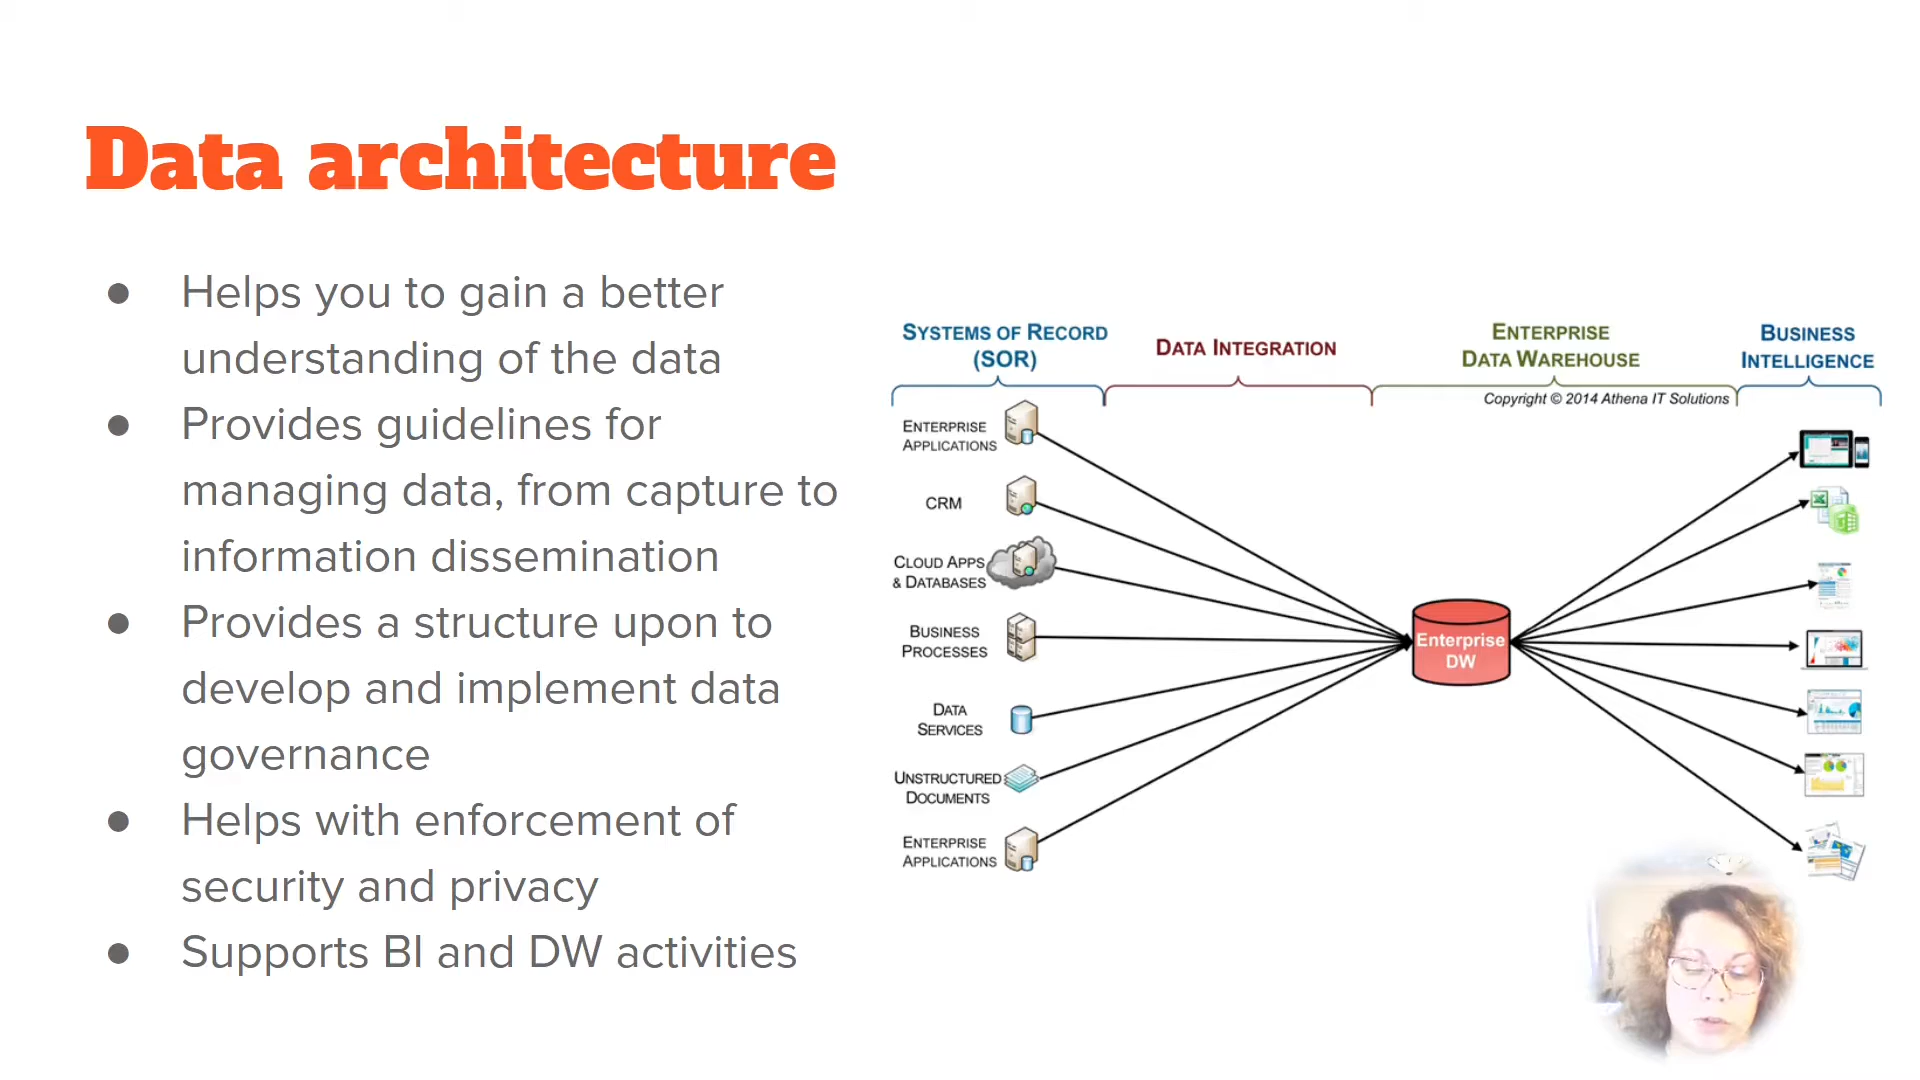 Data architecture
Helps you to gain a better
understanding of the data
Provides guidelines for
managing data, from capture to
information dissemination
Provides a structure upon to
develop and implement data
governance
Helps with enforcement of
security and privacy
Supports BI and DW activities
SYSTEMS OF RECORD
(SOR)
DATA INTEGRATION
ENTERPRISE
DATA WAREHOUSE
BUSINESS
INTELLIGENCE
Copyright © 2014 Athena IT Solutions
ENTERPRISE
APPLICATIONS
CRM
CLOUD APPS
& DATABASES
BUSINESS
PROCESSES
DATA
SERVICES
UNSTRUCTURED
DOCUMENTS
ENTERPRISE
APPLICATIONS
Enterprise
DW